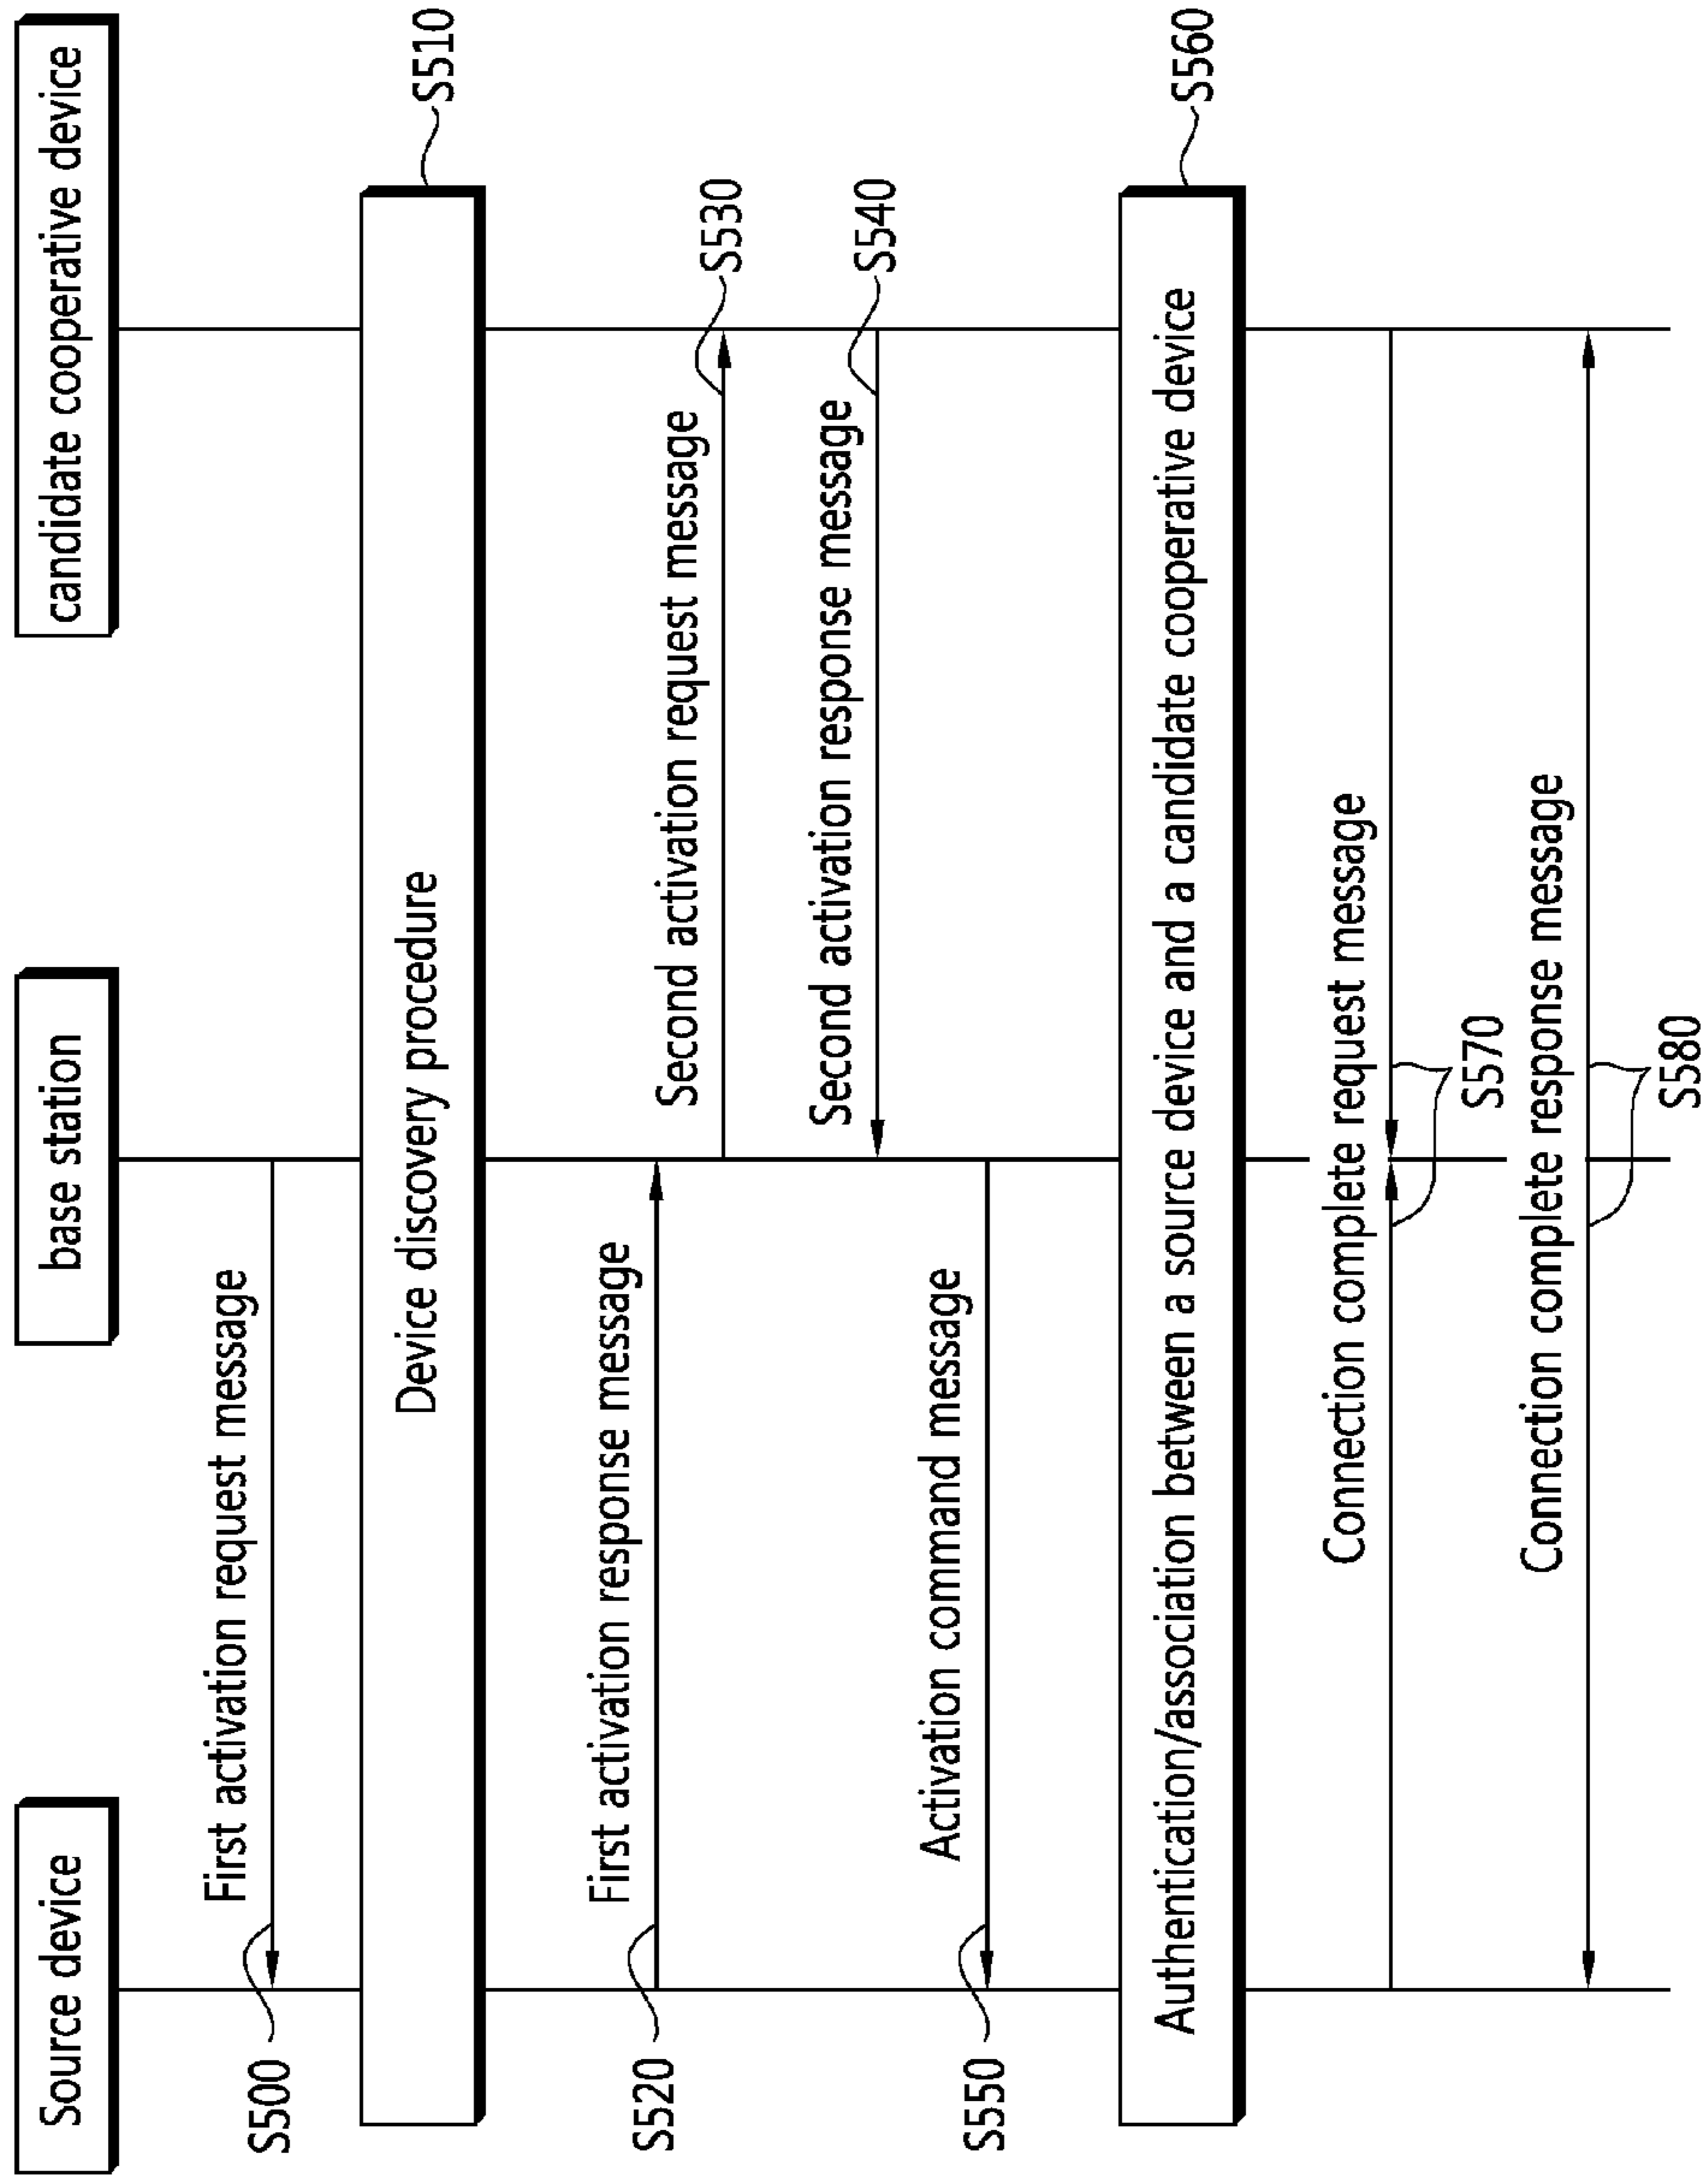 Source device
base station
candidate cooperative device
First activation request message
S500
Device discovery procedure
S510
First activation response message
S520
Second activation request message
S530
Second activation response message
S540
Activation command message
S550
Authentication/association between a source device and a candidate cooperative device
S560
Connection complete request message
S570
Connection complete response message
S580